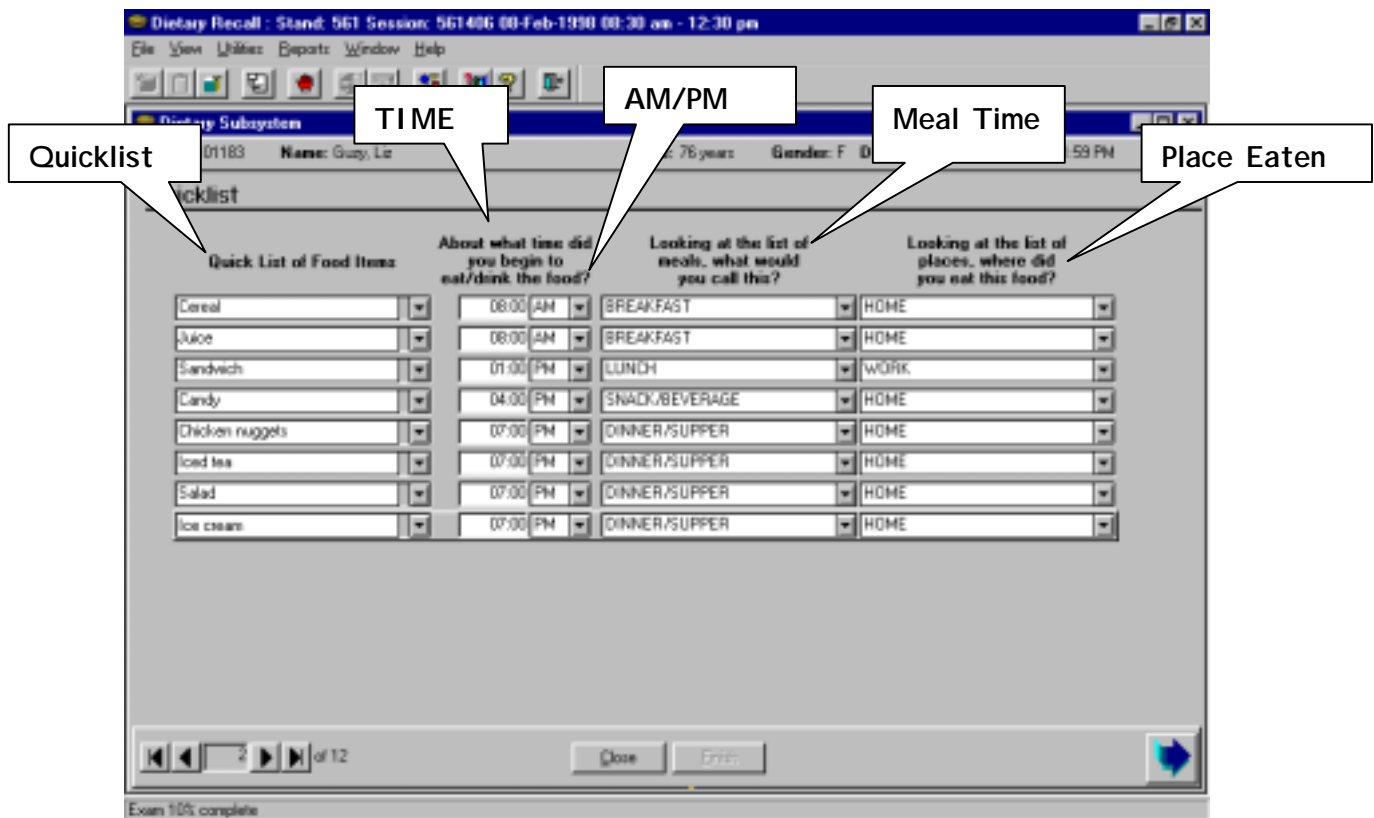 Dietary Recall : Stand: 561 Session: 561406 08-Feb-1998 08:30 am - 12:30 pm
File View Utilities Reports Window Help
TIME
AM/PM
Meal Time
Quicklist
Place Eaten
Dietary Subsystem
01183 Name: Guzy, Liz 76 years Gender: F D :59 PM
icklist
Quick List of Food Items
About what time did
you begin to
eat/drink the food?
Looking at the list of
meals, what would
you call this?
Looking at the list of
places, where did
you eat this food?
Cereal 08:00 AM BREAKFAST HOME
Juice 08:00 AM BREAKFAST HOME
Sandwich 01:00 PM LUNCH WORK
Candy 04:00 PM SNACK/BEVERAGE HOME
Chicken nuggets 07:00 PM DINNER/SUPPER HOME
Iced tea 07:00 PM DINNER/SUPPER HOME
Salad 07:00 PM DINNER/SUPPER HOME
Ice cream 07:00 PM DINNER/SUPPER HOME
2 of 12 Close Finish
Exam 10% complete